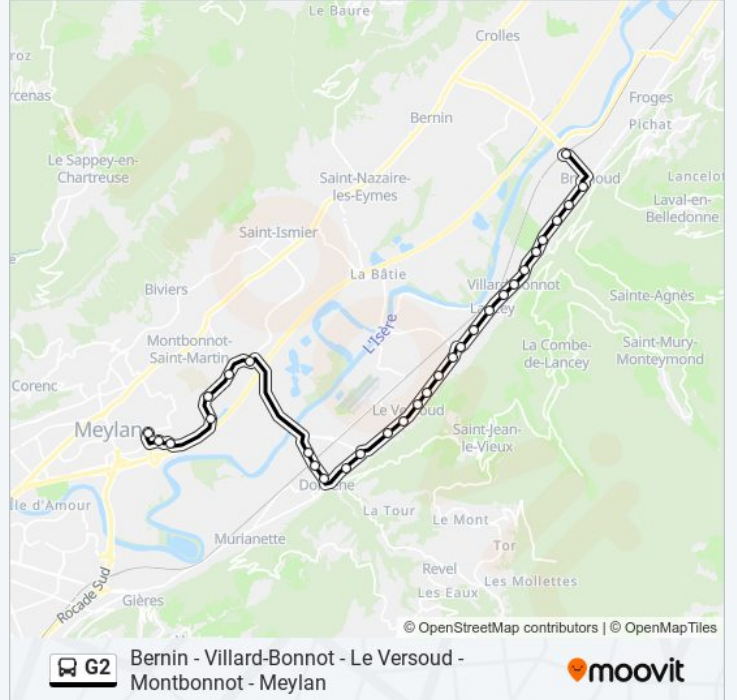 Le Baure
Crolles
roz
rcenas
Froges
Bernin
Pichat
Le Sappey-en-
Chartreuse
Saint-Nazaire-
les-Eymes
Lancelot
Laval-en-
Belledonne
Saint-Ismier
La Bâtie
Biviers
Villard-Bonnot
Lancey
Sainte-Agnès
L'Isère
Montbonnot-
Saint-Martin
La Combe-
de-Lancey
Saint-Mury-
Monteymond
Corenc
Le Versoud
Meylan
Saint-Jean-
le-Vieux
Domène
lle d'Amour
La Tour
Le Mont
Murianette
Tor
Revel
Les Mollettes
Les Eaux
Rocade Sud
Gières
© OpenStreetMap contributors | © OpenMapTiles
G2
Bernin - Villard-Bonnot - Le Versoud -
Montbonnot - Meylan
moovit